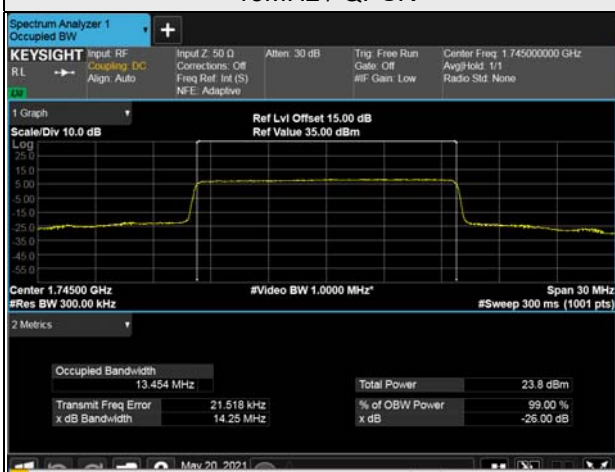 Spectrum Analyzer 1
Occupied BW
KEYSIGHT Input: RF Input Z: 50 Ω Atten: 30 dB Trig: Free Run Center Freq: 1.745000000 GHz
R L Coupling: DC Corrections: Off Gate: Off Avg|Hold: 1/1
Align: Auto Freq Ref: Int (S) #IF Gain: Low Radio Std: None
NFE: Adaptive
1 Graph
Ref Lvl Offset 15.00 dB
Scale/Div 10.0 dB Ref Value 35.00 dBm
Log
25.0
15.0
5.00
-5.00
-15.0
-25.0
-35.0
-45.0
-55.0
Center 1.74500 GHz #Video BW 1.0000 MHz* Span 30 MHz
#Res BW 300.00 kHz #Sweep 300 ms (1001 pts)
2 Metrics
Occupied Bandwidth
13.454 MHz Total Power 23.8 dBm
Transmit Freq Error 21.518 kHz % of OBW Power 99.00 %
x dB Bandwidth 14.25 MHz x dB -26.00 dB
May 20, 2021